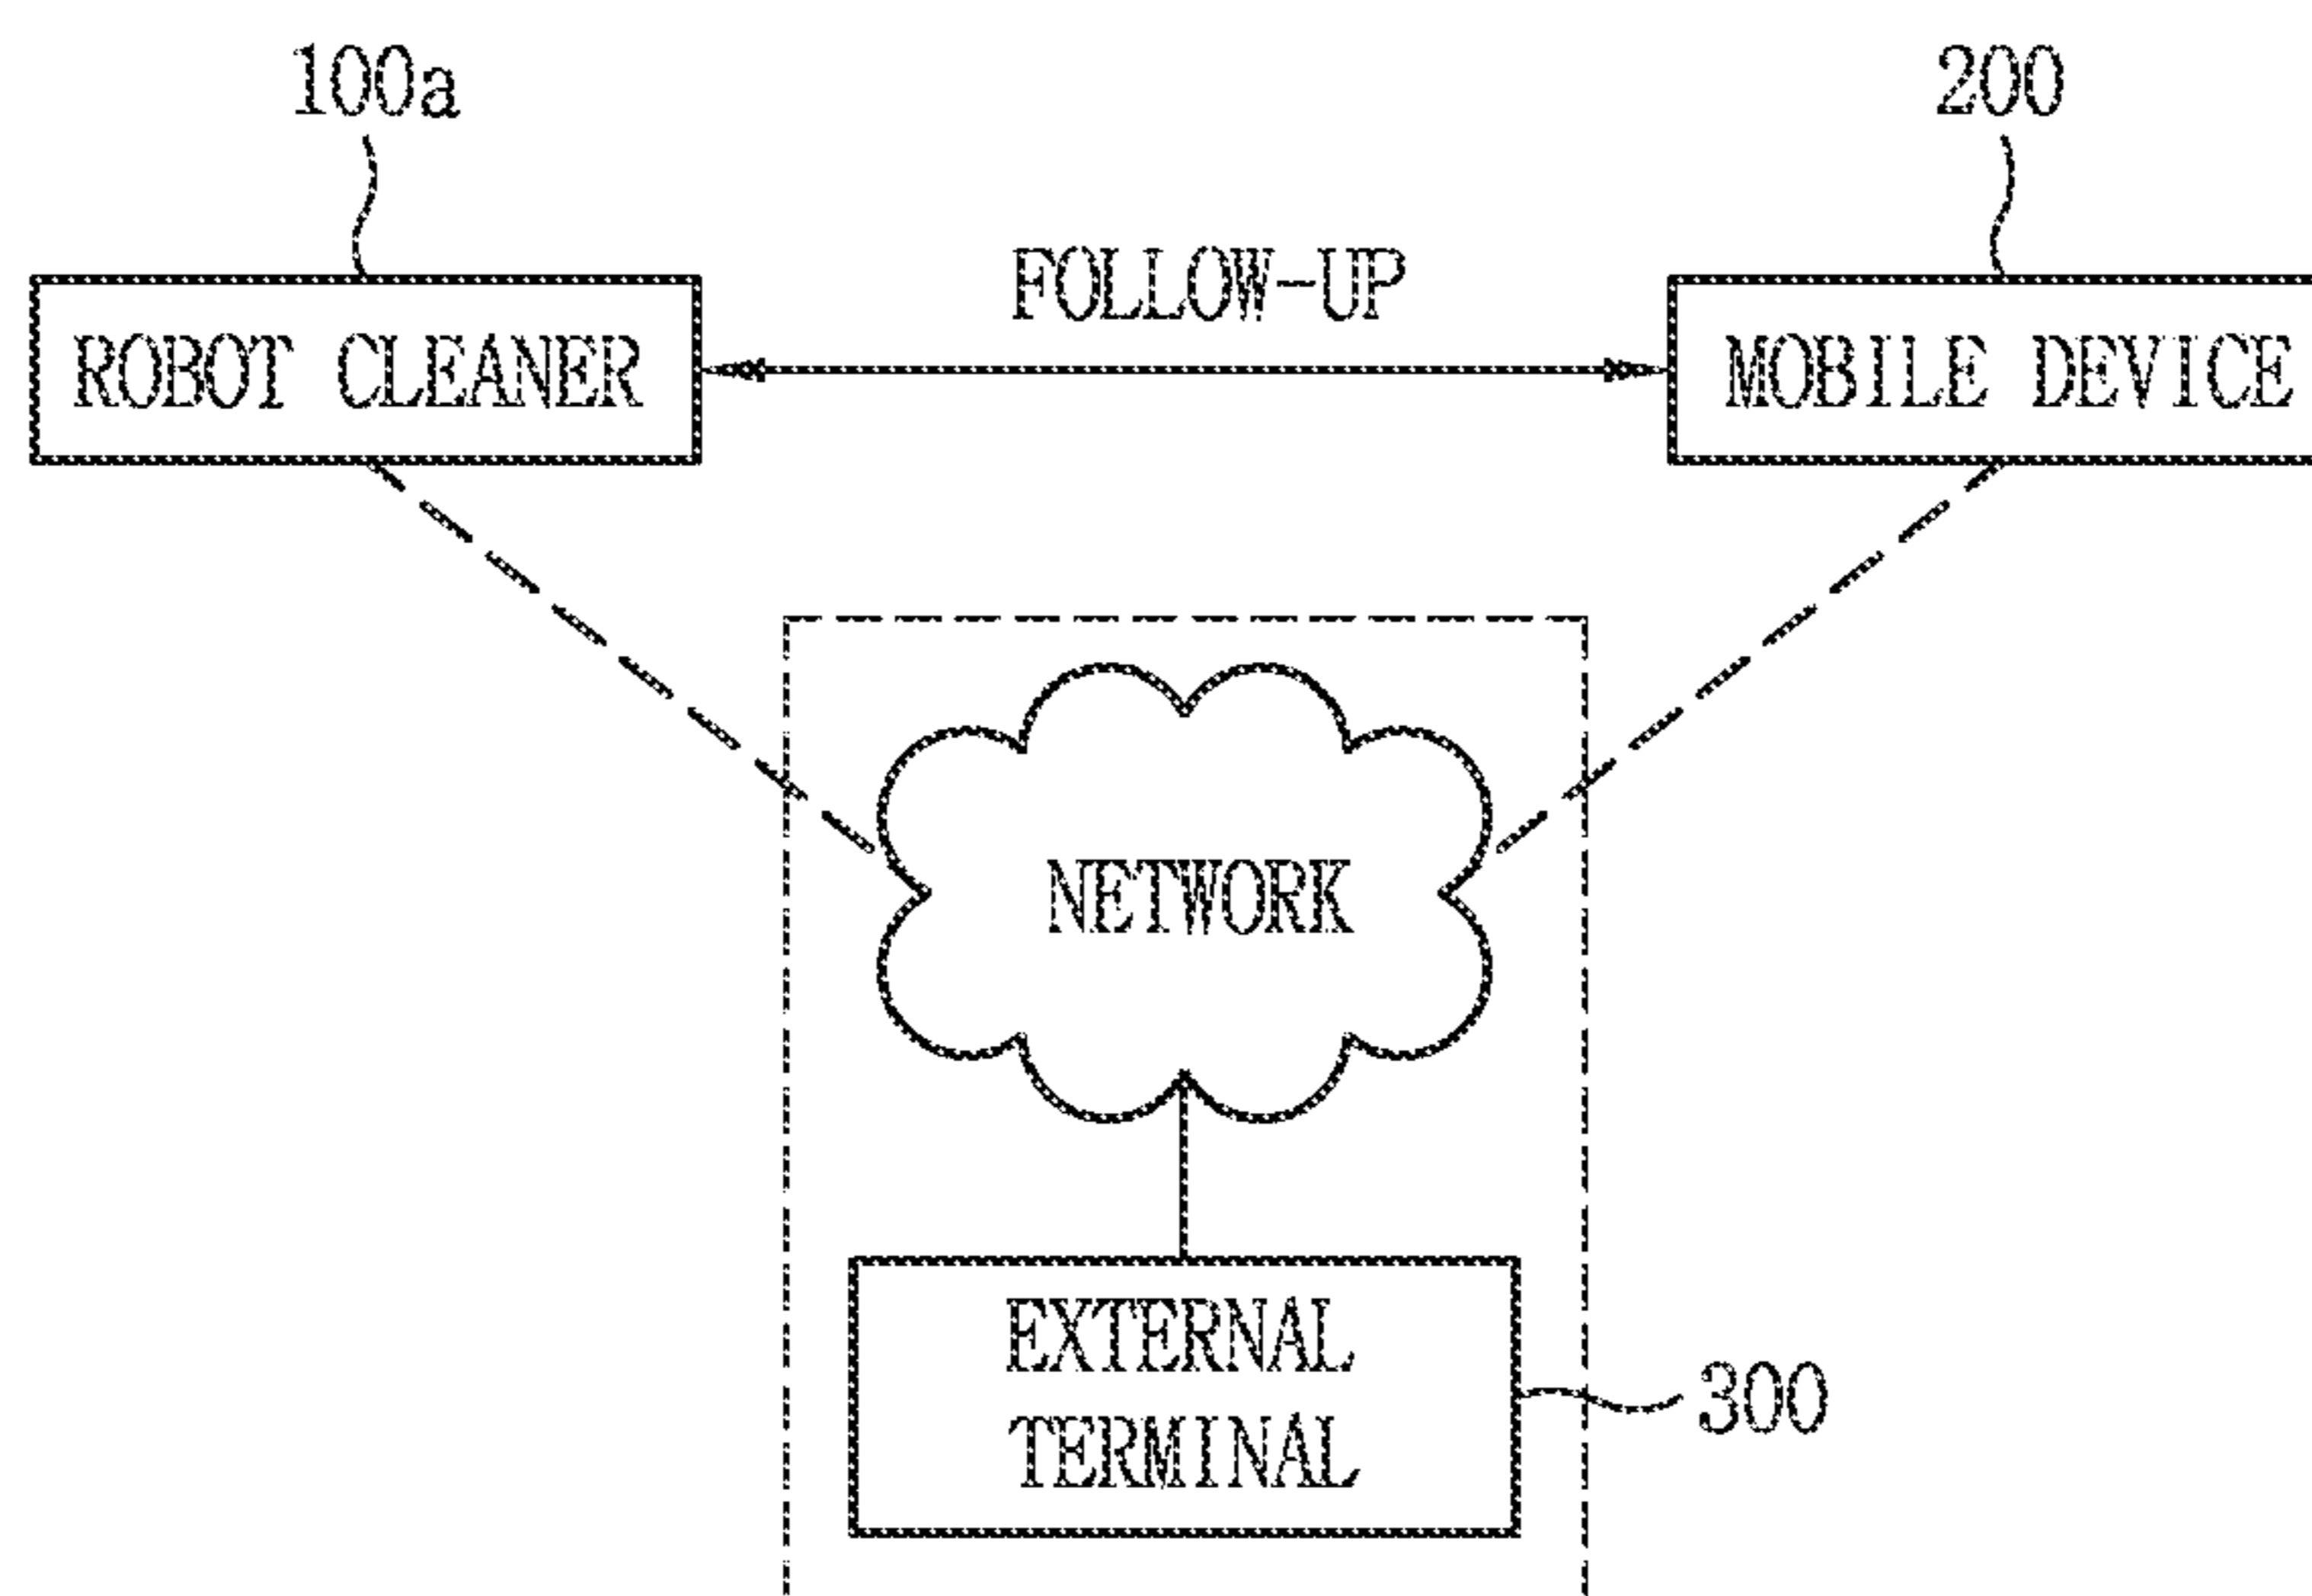 100a
200
FOLLOW-UP
ROBOT CLEANER
MOBILE DEVICE
NETWORK
EXTERNAL
TERMINAL
300